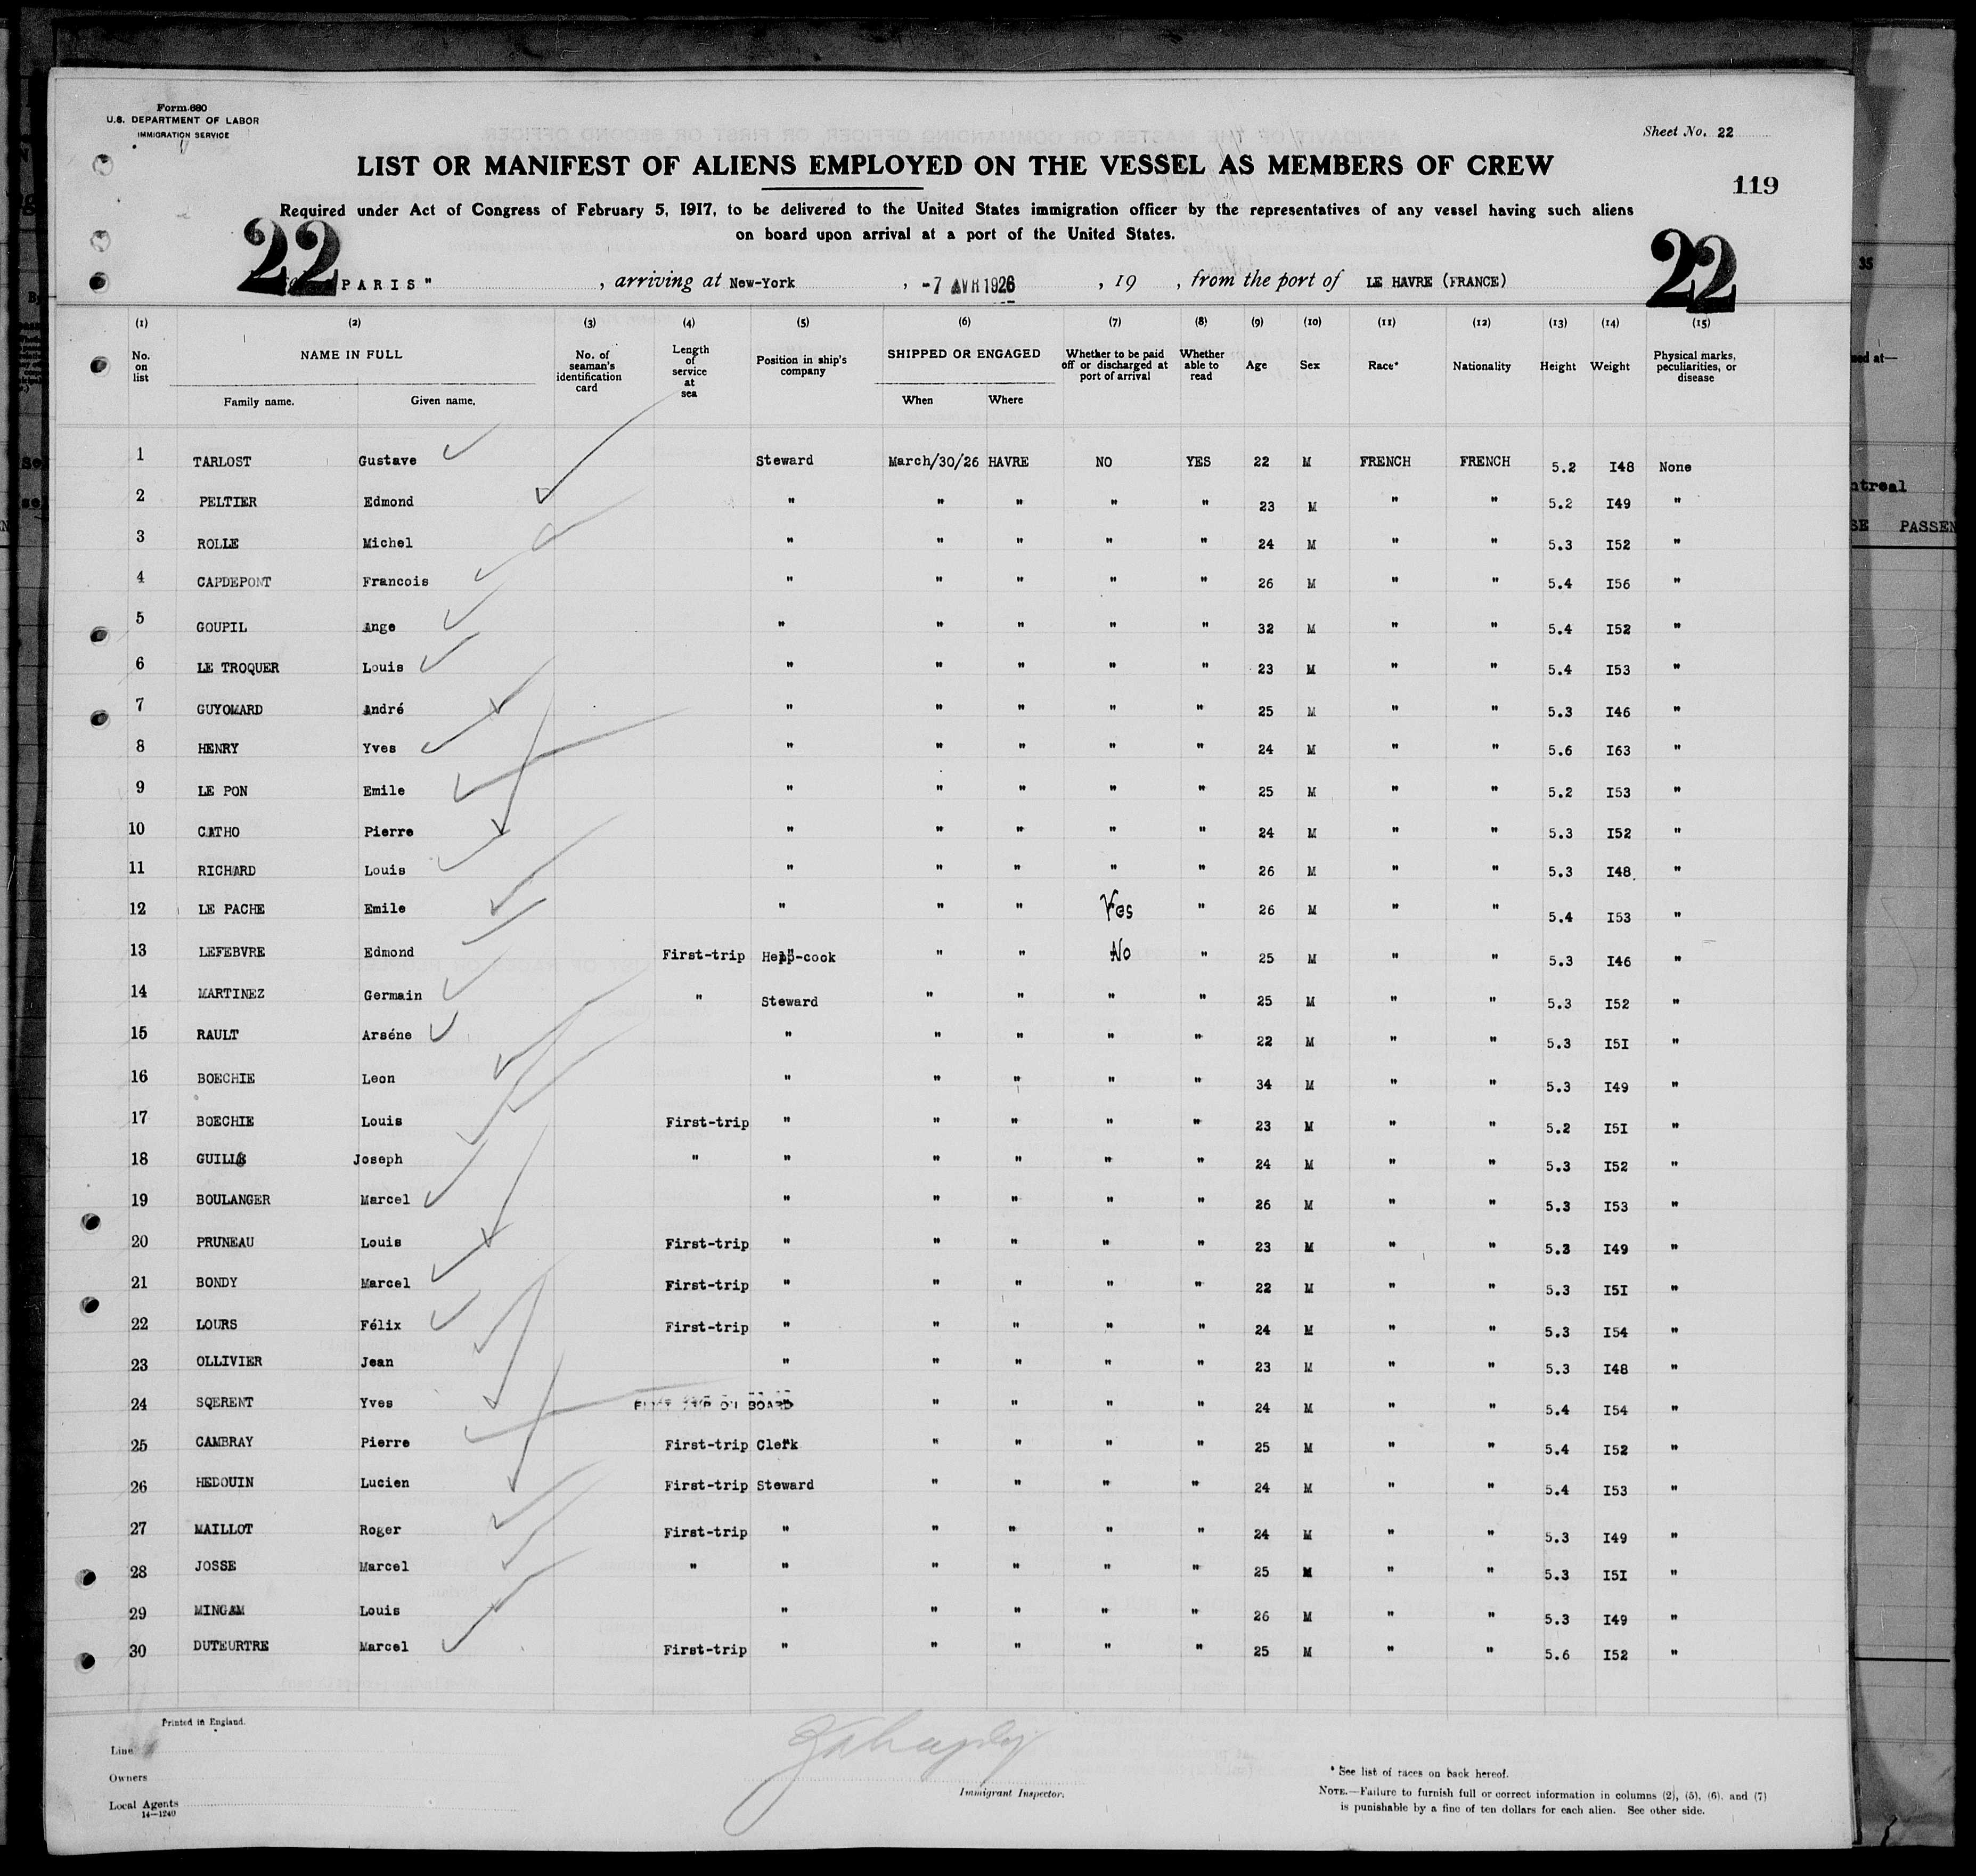 Form 680
U.S. DEPARTMENT OF LABOR
IMMIGRATION SERVICE
Sheet No. 22
LIST OR MANIFEST OF ALIENS EMPLOYED ON THE VESSEL AS MEMBERS OF CREW
119
Required under Act of Congress of February 5, 1917, to be delivered to the United States immigration officer by the representatives of any vessel having such aliens
on board upon arrival at a port of the United States.
22 22
PARIS" , arriving at New-York , -7 AVR 1926 , 19 , from the port of LE HAVRE (FRANCE)
(1) (2) (3) (4) (5) (6) (7) (8) (9) (10) (11) (12) (13) (14) (15)
No. on list NAME IN FULL Family name. Given name. No. of seaman's identification card Length of service at sea Position in ship's company SHIPPED OR ENGAGED When Where Whether to be paid off or discharged at port of arrival Whether able to read Age Sex Race* Nationality Height Weight Physical marks, peculiarities, or disease
1 TARLOST Gustave Steward March/30/26 HAVRE NO YES 22 M FRENCH FRENCH 5.2 I48 None
2 PELTIER Edmond " " " " " 23 M " " 5.2 I49 "
3 ROLLE Michel " " " " " 24 M " " 5.3 I52 "
4 CAPDEPONT Francois " " " " " 26 M " " 5.4 I56 "
5 GOUPIL Ange " " " " " 32 M " " 5.4 I52 "
6 LE TROQUER Louis " " " " " 23 M " " 5.4 I53 "
7 GUYOMARD André " " " " " 25 M " " 5.3 I46 "
8 HENRY Yves " " " " " 24 M " " 5.6 I63 "
9 LE PON Emile " " " " " 25 M " " 5.2 I53 "
10 CATHO Pierre " " " " " 24 M " " 5.3 I52 "
11 RICHARD Louis " " " " " 26 M " " 5.3 I48 "
12 LE PACHE Emile " " " Yes " 26 M " " 5.4 I53 "
13 LEFEBVRE Edmond First-trip Help-cook " " No " 25 M " " 5.3 I46 "
14 MARTINEZ Germain " Steward " " " " 25 M " " 5.3 I52 "
15 RAULT Arséne " " " " " 22 M " " 5.3 I5I "
16 BOECHIE Leon " " " " " 34 M " " 5.3 I49 "
17 BOECHIE Louis First-trip " " " " " 23 M " " 5.2 I5I "
18 GUILLE Joseph " " " " " " 24 M " " 5.3 I52 "
19 BOULANGER Marcel " " " " " 26 M " " 5.3 I53 "
20 PRUNEAU Louis First-trip " " " " " 23 M " " 5.3 I49 "
21 BONDY Marcel First-trip " " " " " 22 M " " 5.3 I5I "
22 LOURS Félix First-trip " " " " " 24 M " " 5.3 I54 "
23 OLLIVIER Jean " " " " " 23 M " " 5.3 I48 "
24 SQERENT Yves FIRST TRIP ON BOARD " " " " " 24 M " " 5.4 I54 "
25 CAMBRAY Pierre First-trip Clerk " " " " 25 M " " 5.4 I52 "
26 HEDOUIN Lucien First-trip Steward " " " " 24 M " " 5.4 I53 "
27 MAILLOT Roger First-trip " " " " " 24 M " " 5.3 I49 "
28 JOSSE Marcel " " " " " " 25 M " " 5.3 I5I "
29 MINGAM Louis " " " " " 26 M " " 5.3 I49 "
30 DUTEURTRE Marcel First-trip " " " " " 25 M " " 5.6 I52 "
Printed in England.
Line
Owners
Local Agents
14—1240
Immigrant Inspector.
* See list of races on back hereof.
NOTE.—Failure to furnish full or correct information in columns (2), (5), (6), and (7)
is punishable by a fine of ten dollars for each alien. See other side.
35
ntreal
PASSEN